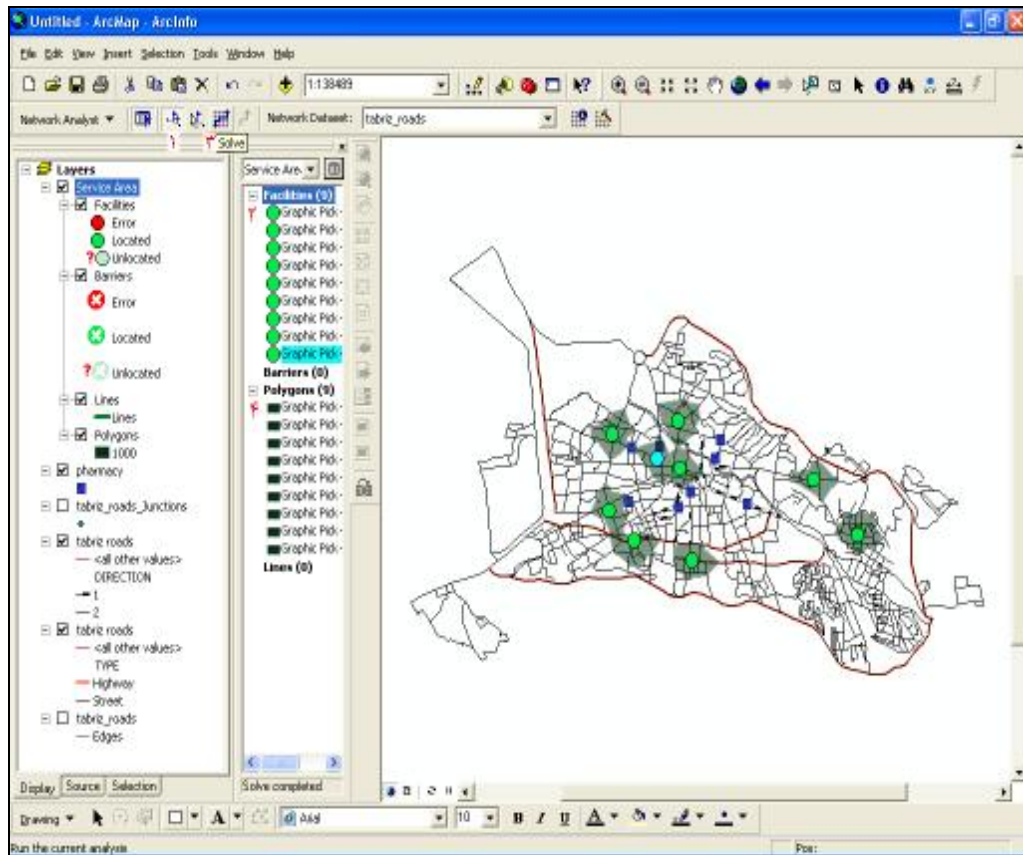 Untitled - ArcMap - ArcInfo
File Edit View Insert Selection Tools Window Help
1:138489
Network Analyst
Network Dataset: tabriz_roads
۱ ۳ Solve
Layers
Service Area
Facilities
Error
Located
? Unlocated
Barriers
Error
Located
? Unlocated
Lines
Lines
Polygons
1000
pharmacy
tabriz_roads_Junctions
tabriz roads
<all other values>
DIRECTION
1
2
tabriz roads
<all other values>
TYPE
Highway
Street
tabriz_roads
Edges
Display Source Selection
Service Are
Facilities (9)
۲ Graphic Pick
Graphic Pick
Graphic Pick
Graphic Pick
Graphic Pick
Graphic Pick
Graphic Pick
Graphic Pick
Graphic Pick
Barriers (0)
Polygons (9)
۴ Graphic Pick
Graphic Pick
Graphic Pick
Graphic Pick
Graphic Pick
Graphic Pick
Graphic Pick
Graphic Pick
Graphic Pick
Lines (0)
Solve completed
Drawing A Arial 10 B I U A
Run the current analysis
Pos: